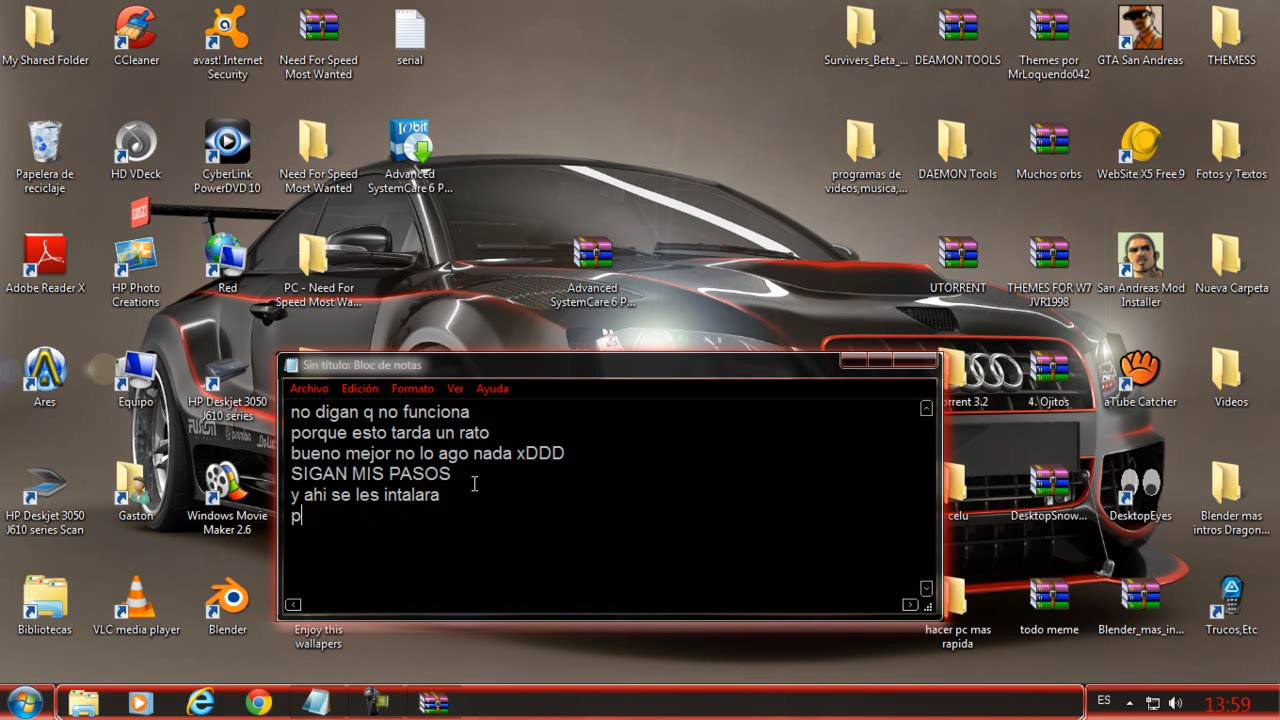 My Shared Folder
CCleaner
avast! Internet
Security
Need For Speed
Most Wanted
serial
Survivers_Beta_...
DEAMON TOOLS
Themes por
MrLoquendo042
GTA San Andreas
THEMESS
Papelera de
reciclaje
HD VDeck
CyberLink
PowerDVD 10
Need For Speed
Most Wanted
IObit
Advanced
SystemCare 6 P...
programas de
videos,musica,...
DAEMON Tools
Muchos orbs
WebSite X5 Free 9
Fotos y Textos
Adobe Reader X
HP Photo
Creations
Red
PC - Need For
Speed Most Wa...
Advanced
SystemCare 6 P...
UTORRENT
THEMES FOR W7
JVR1998
San Andreas Mod
Installer
Nueva Carpeta
Ares
Equipo
HP Deskjet 3050
J610 series
orrent 3.2
4. Ojitos
aTube Catcher
Videos
Sin título: Bloc de notas
Archivo Edición Formato Ver Ayuda
no digan q no funciona
porque esto tarda un rato
bueno mejor no lo ago nada xDDD
SIGAN MIS PASOS
y ahi se les intalara
p
HP Deskjet 3050
J610 series Scan
Gaston
Windows Movie
Maker 2.6
celu
DesktopSnow...
DesktopEyes
Blender mas
intros Dragon...
Bibliotecas
VLC media player
Blender
Enjoy this
wallapers
hacer pc mas
rapida
todo meme
Blender_mas_in...
Trucos,Etc
ES
13:59